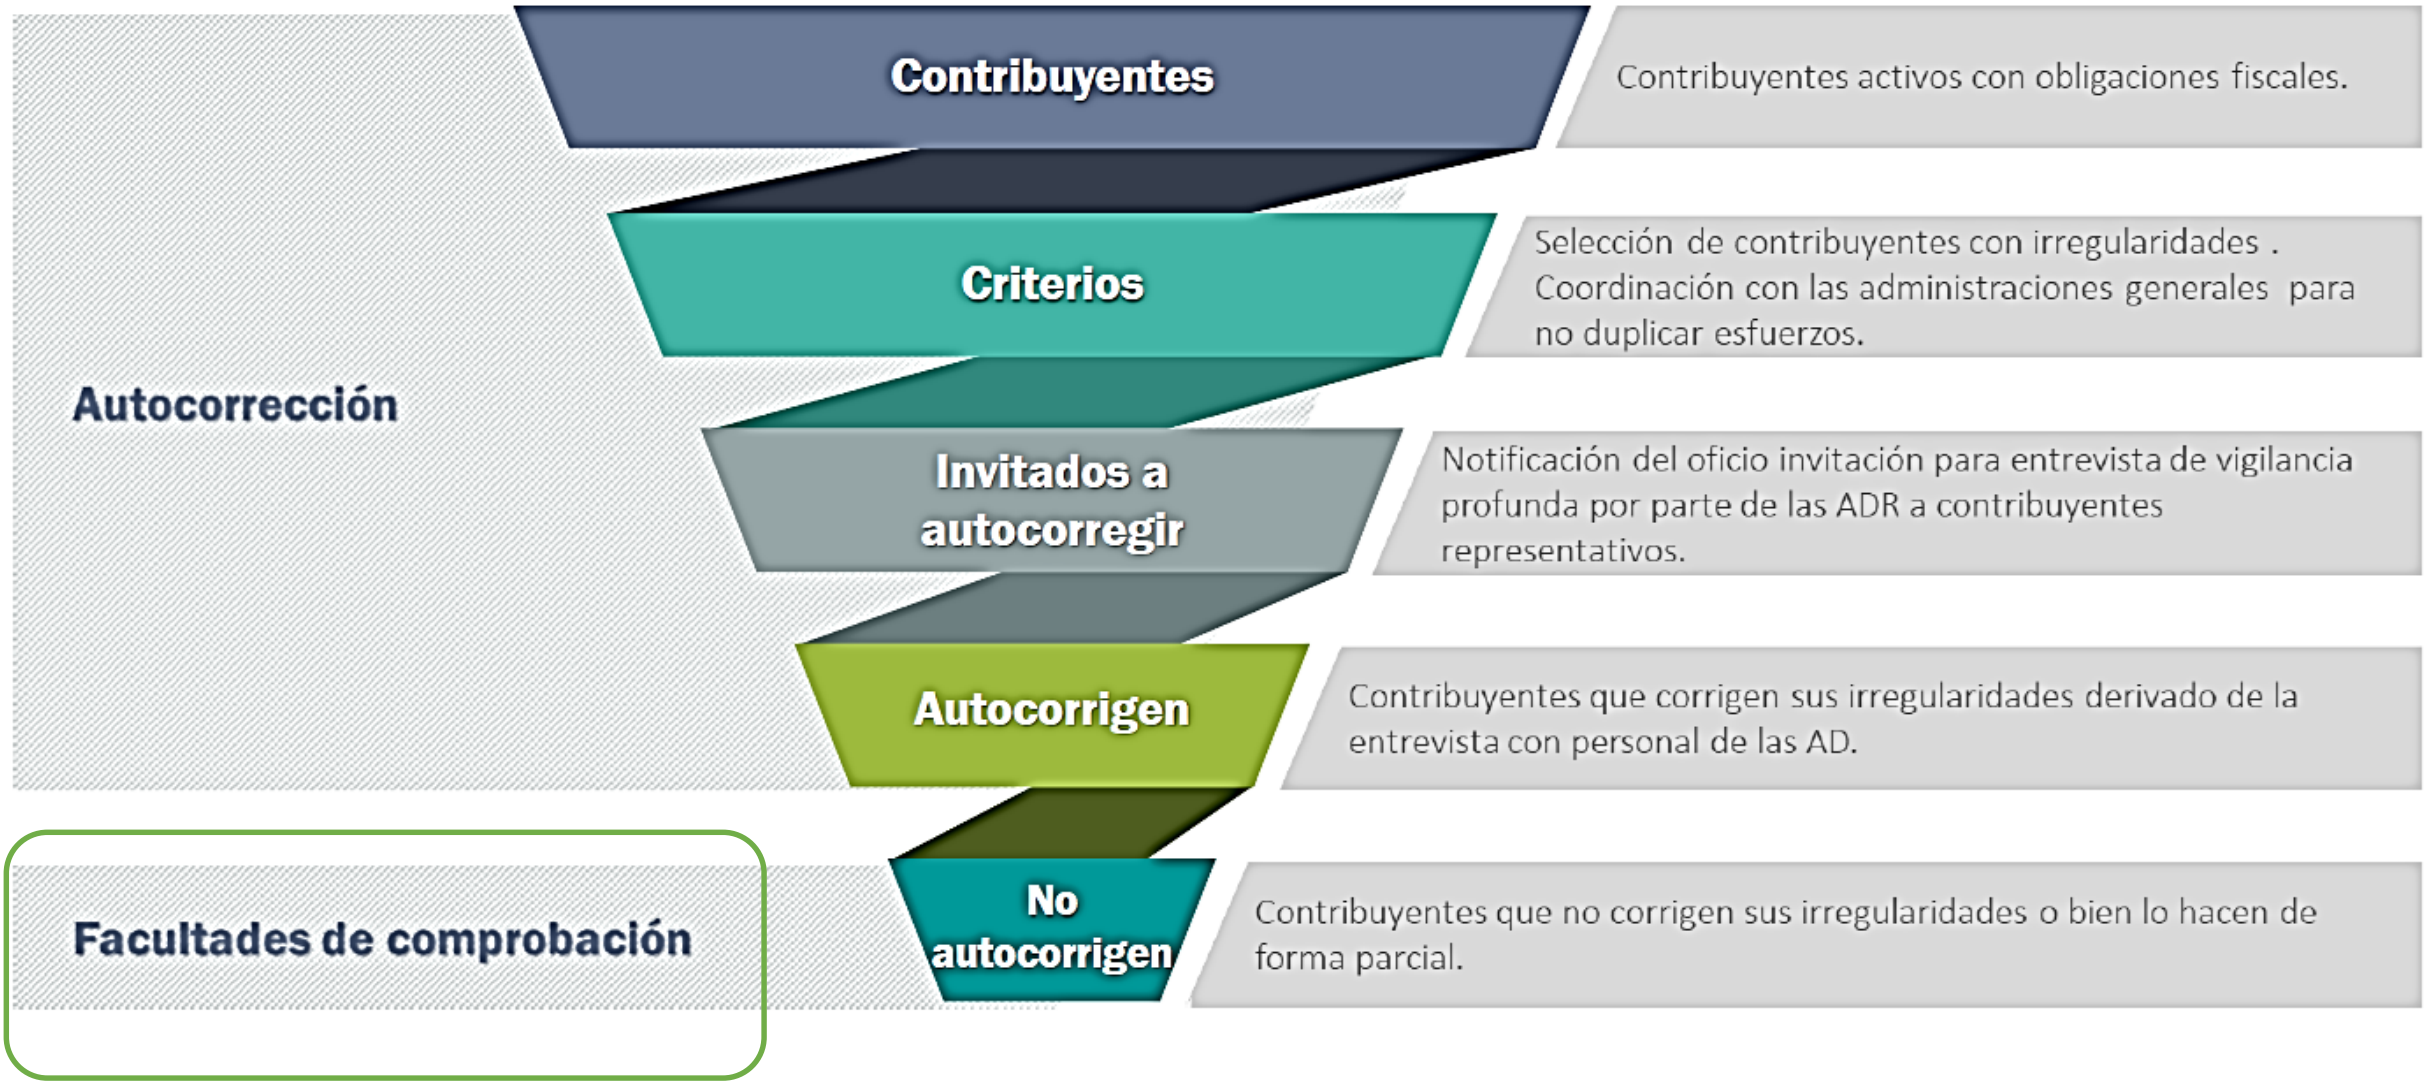 Contribuyentes
Contribuyentes activos con obligaciones fiscales.
Criterios
Selección de contribuyentes con irregularidades .
Coordinación con las administraciones generales para
no duplicar esfuerzos.
Autocorrección
Invitados a
autocorregir
Notificación del oficio invitación para entrevista de vigilancia
profunda por parte de las ADR a contribuyentes
representativos.
Autocorrigen
Contribuyentes que corrigen sus irregularidades derivado de la
entrevista con personal de las AD.
Facultades de comprobación
No
autocorrigen
Contribuyentes que no corrigen sus irregularidades o bien lo hacen de
forma parcial.